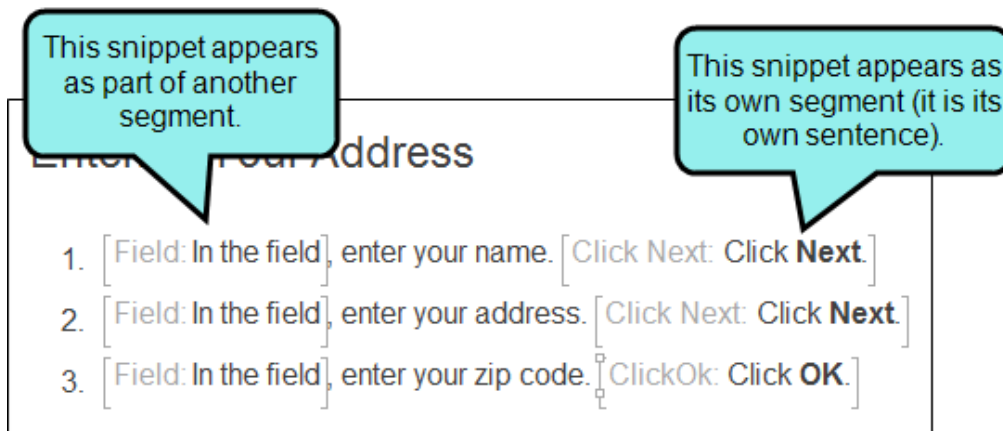 This snippet appears
as part of another
segment.
This snippet appears as
its own segment (it is its
own sentence).
Address
1. [Field: In the field], enter your name. [Click Next: Click Next.]
2. [Field: In the field], enter your address. [Click Next: Click Next.]
3. [Field: In the field], enter your zip code. [ClickOk: Click OK.]